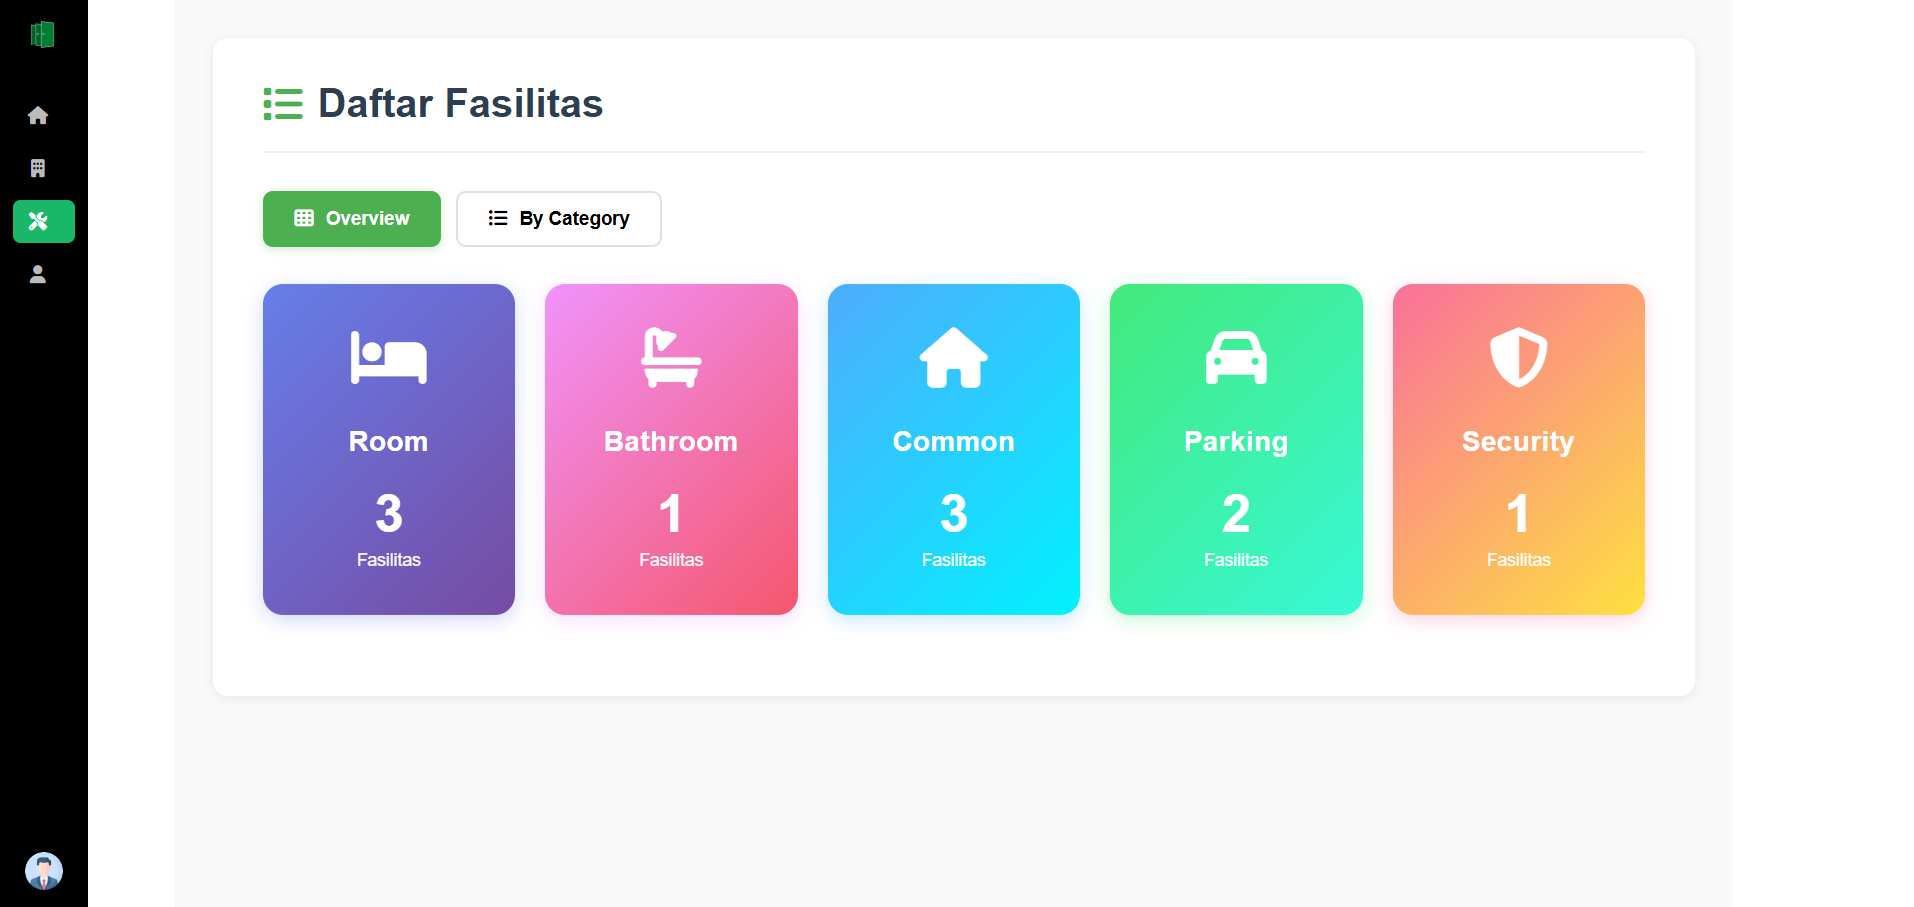 Daftar Fasilitas
Overview
By Category
Room
3
Fasilitas
Bathroom
1
Fasilitas
Common
3
Fasilitas
Parking
2
Fasilitas
Security
1
Fasilitas